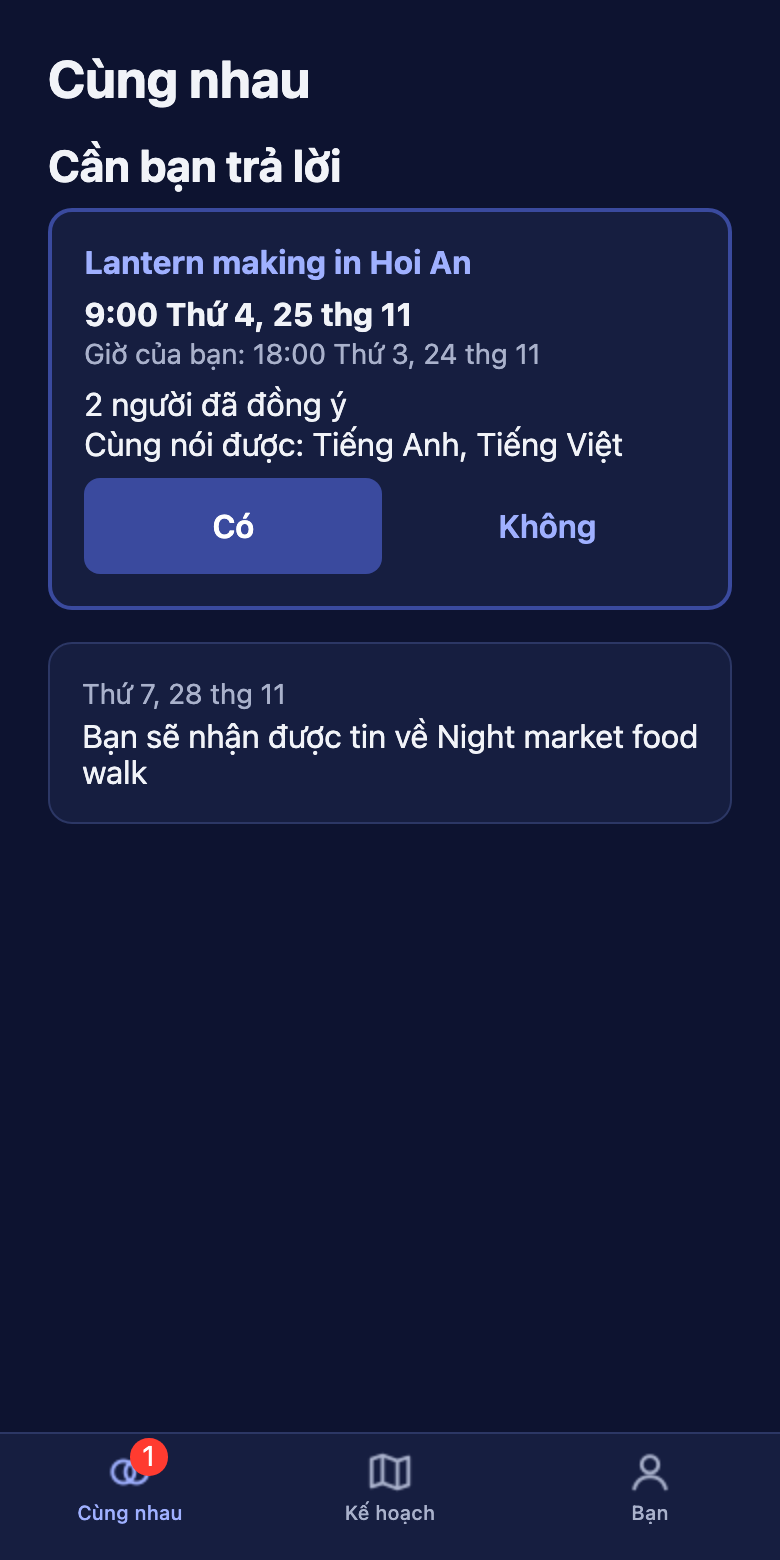 Cùng nhau
Cần bạn trả lời
Lantern making in Hoi An
9:00 Thứ 4, 25 thg 11
Giờ của bạn: 18:00 Thứ 3, 24 thg 11
2 người đã đồng ý
Cùng nói được: Tiếng Anh, Tiếng Việt
Có
Không
Thứ 7, 28 thg 11
Bạn sẽ nhận được tin về Night market food
walk
1
Cùng nhau
Kế hoạch
Bạn